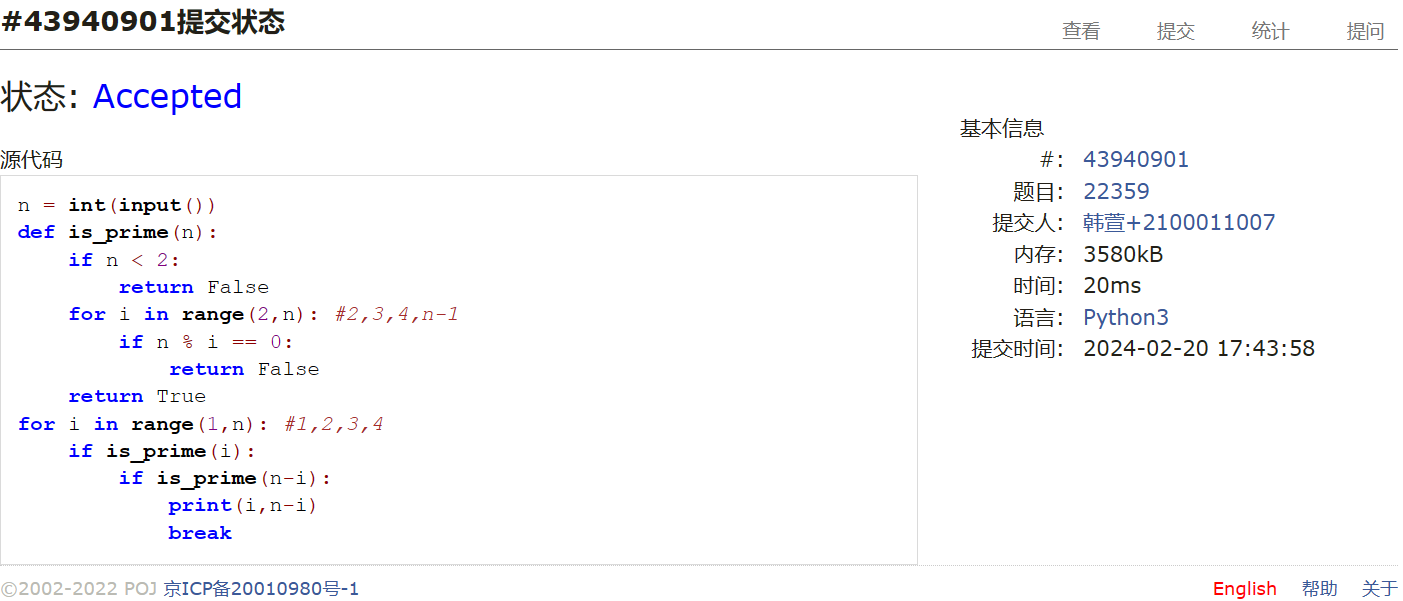 #43940901提交状态
查看 提交 统计 提问
状态: Accepted
源代码
n = int(input())
def is_prime(n):
    if n < 2:
        return False
    for i in range(2,n): #2,3,4,n-1
        if n % i == 0:
            return False
    return True
for i in range(1,n): #1,2,3,4
    if is_prime(i):
        if is_prime(n-i):
            print(i,n-i)
            break
基本信息
#: 43940901
题目: 22359
提交人: 韩萱+2100011007
内存: 3580kB
时间: 20ms
语言: Python3
提交时间: 2024-02-20 17:43:58
©2002-2022 POJ 京ICP备20010980号-1
English 帮助 关于